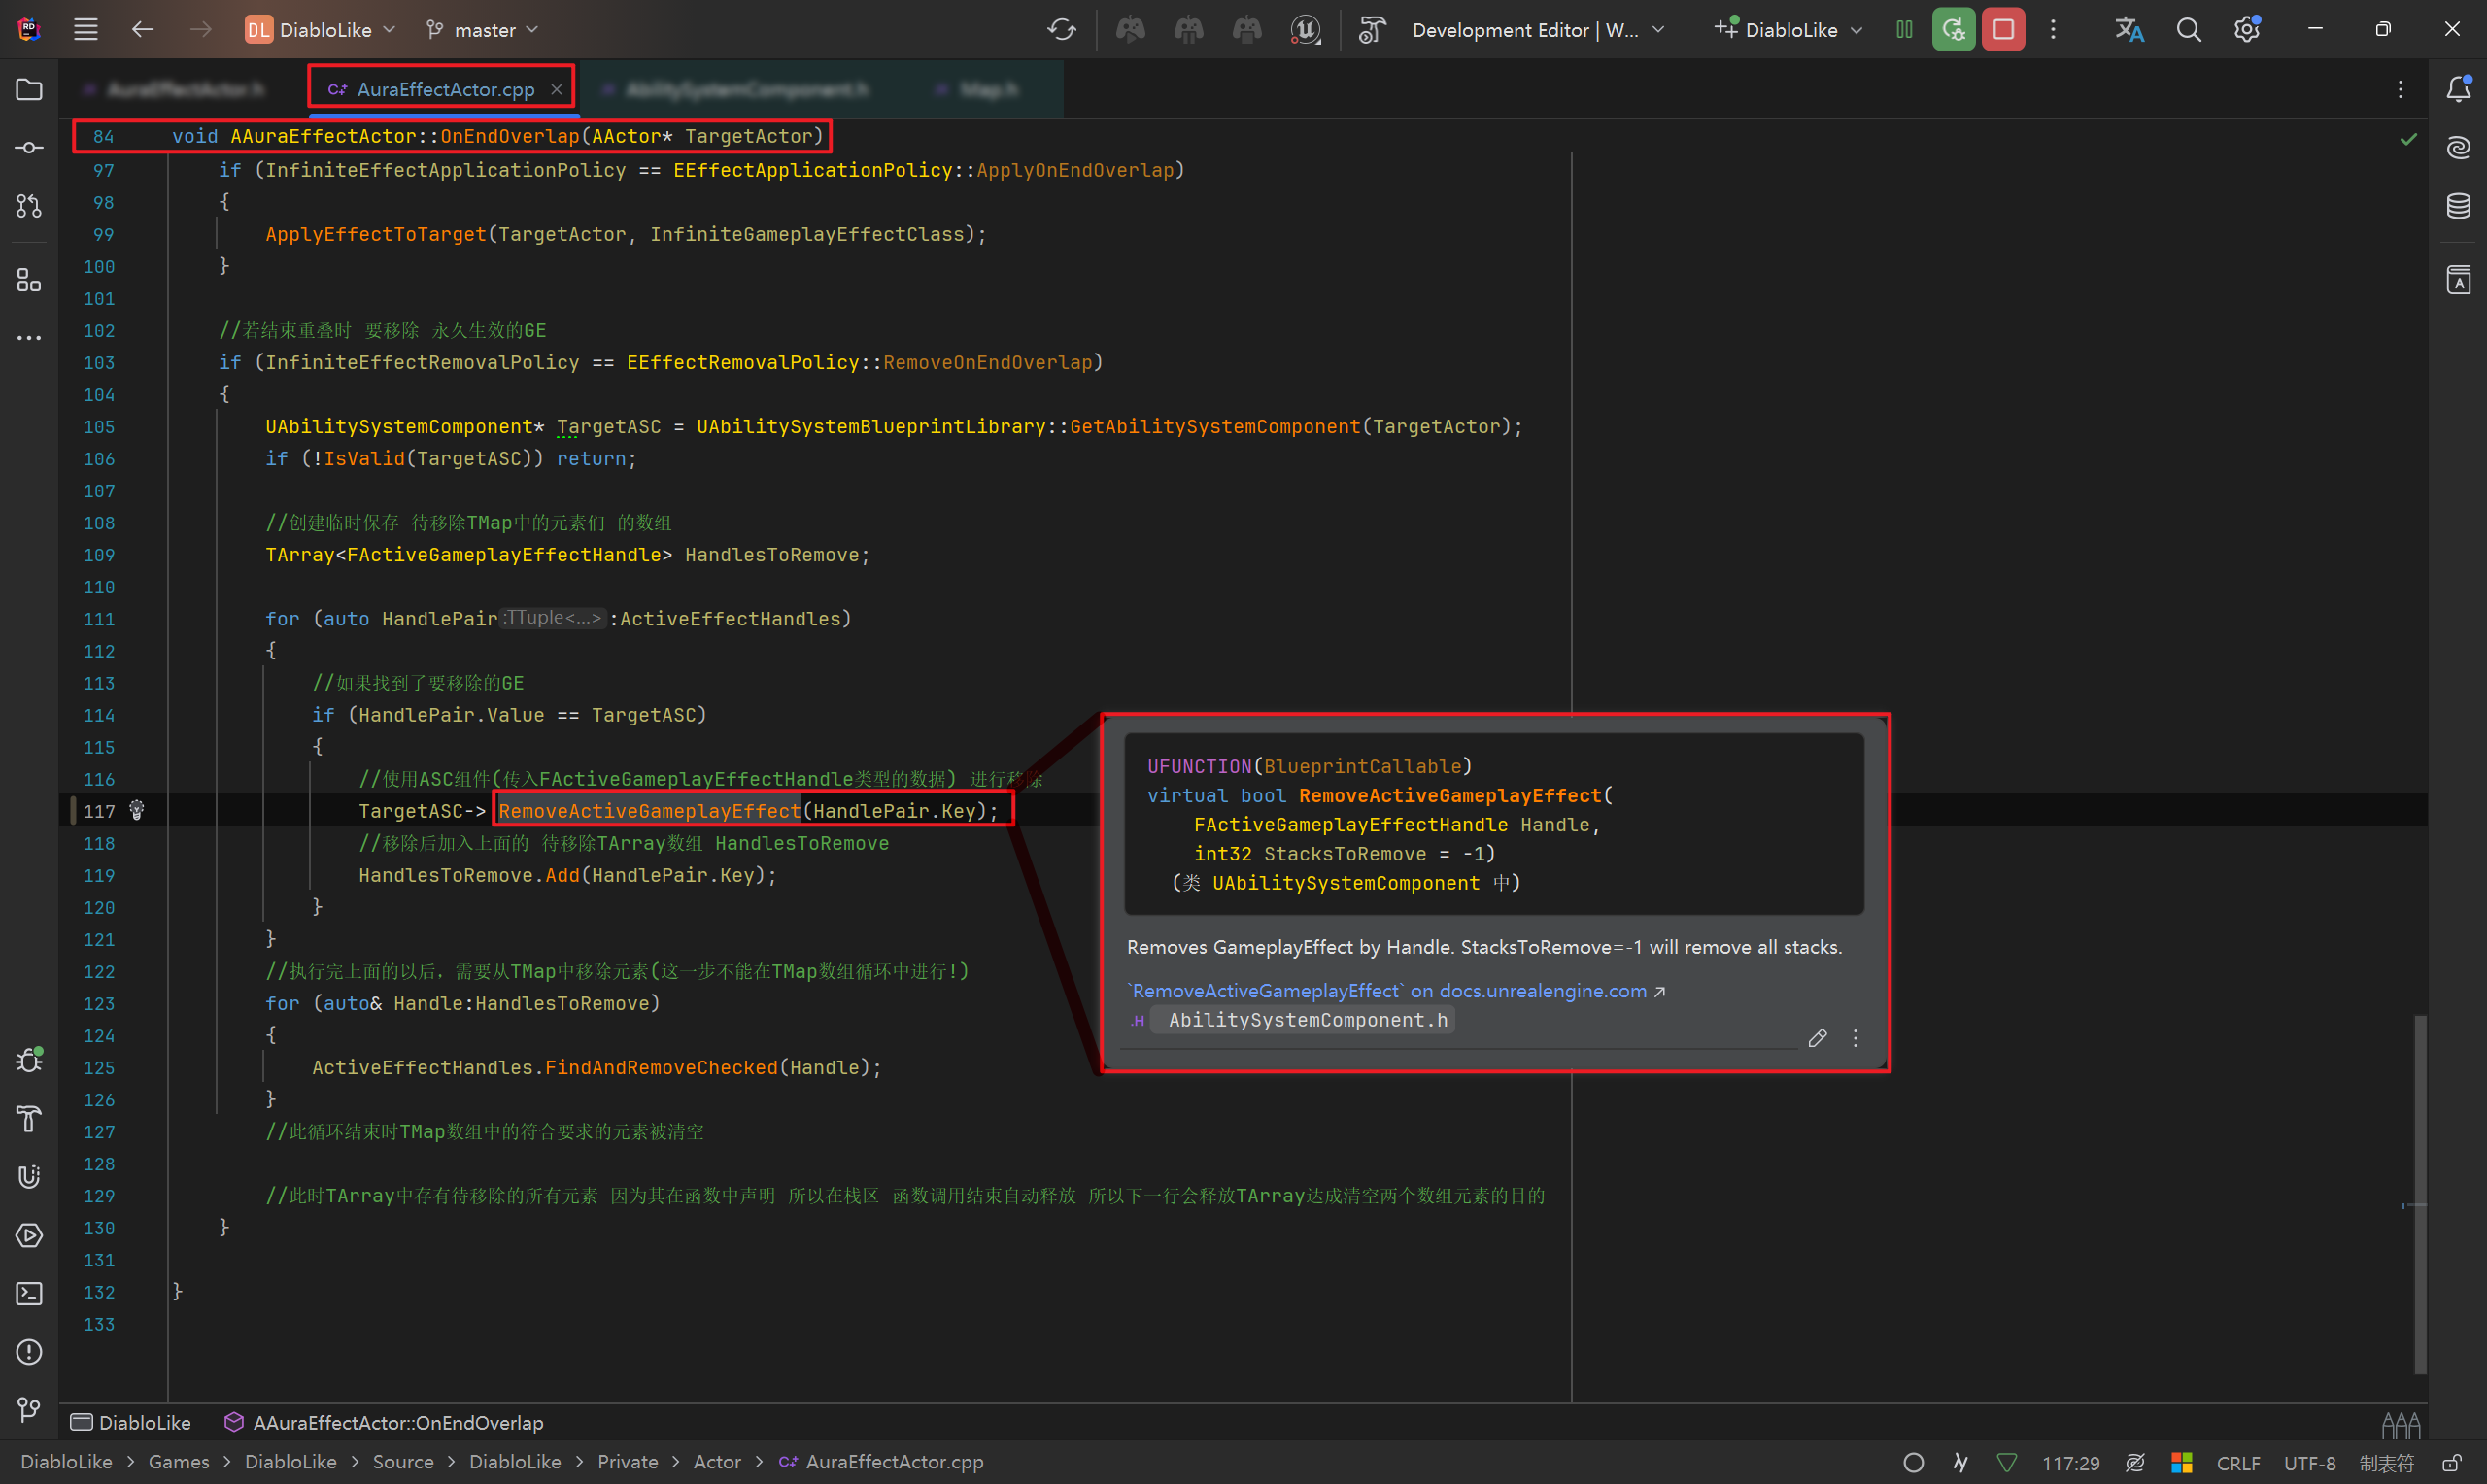 DL DiabloLike master Development Editor | W... DiabloLike
AuraEffectActor.h AuraEffectActor.cpp AbilitySystemComponent.h Map.h
84 void AAuraEffectActor::OnEndOverlap(AActor* TargetActor)
97 if (InfiniteEffectApplicationPolicy == EEffectApplicationPolicy::ApplyOnEndOverlap)
98 {
99 ApplyEffectToTarget(TargetActor, InfiniteGameplayEffectClass);
100 }
101
102 //若结束重叠时 要移除 永久生效的GE
103 if (InfiniteEffectRemovalPolicy == EEffectRemovalPolicy::RemoveOnEndOverlap)
104 {
105 UAbilitySystemComponent* TargetASC = UAbilitySystemBlueprintLibrary::GetAbilitySystemComponent(TargetActor);
106 if (!IsValid(TargetASC)) return;
107
108 //创建临时保存 待移除TMap中的元素们 的数组
109 TArray<FActiveGameplayEffectHandle> HandlesToRemove;
110
111 for (auto HandlePair :TTuple<...> :ActiveEffectHandles)
112 {
113 //如果找到了要移除的GE
114 if (HandlePair.Value == TargetASC)
115 {
116 //使用ASC组件(传入FActiveGameplayEffectHandle类型的数据) 进行移除
117 TargetASC-> RemoveActiveGameplayEffect(HandlePair.Key);
118 //移除后加入上面的 待移除TArray数组 HandlesToRemove
119 HandlesToRemove.Add(HandlePair.Key);
120 }
121 }
122 //执行完上面的以后，需要从TMap中移除元素(这一步不能在TMap数组循环中进行!)
123 for (auto& Handle:HandlesToRemove)
124 {
125 ActiveEffectHandles.FindAndRemoveChecked(Handle);
126 }
127 //此循环结束时TMap数组中的符合要求的元素被清空
128
129 //此时TArray中存有待移除的所有元素 因为其在函数中声明 所以在栈区 函数调用结束自动释放 所以下一行会释放TArray达成清空两个数组元素的目的
130 }
131
132 }
133
UFUNCTION(BlueprintCallable)
virtual bool RemoveActiveGameplayEffect(
FActiveGameplayEffectHandle Handle,
int32 StacksToRemove = -1)
(类 UAbilitySystemComponent 中)
Removes GameplayEffect by Handle. StacksToRemove=-1 will remove all stacks.
`RemoveActiveGameplayEffect` on docs.unrealengine.com ↗
.H AbilitySystemComponent.h
DiabloLike AAuraEffectActor::OnEndOverlap
DiabloLike > Games > DiabloLike > Source > DiabloLike > Private > Actor > AuraEffectActor.cpp 117:29 CRLF UTF-8 制表符